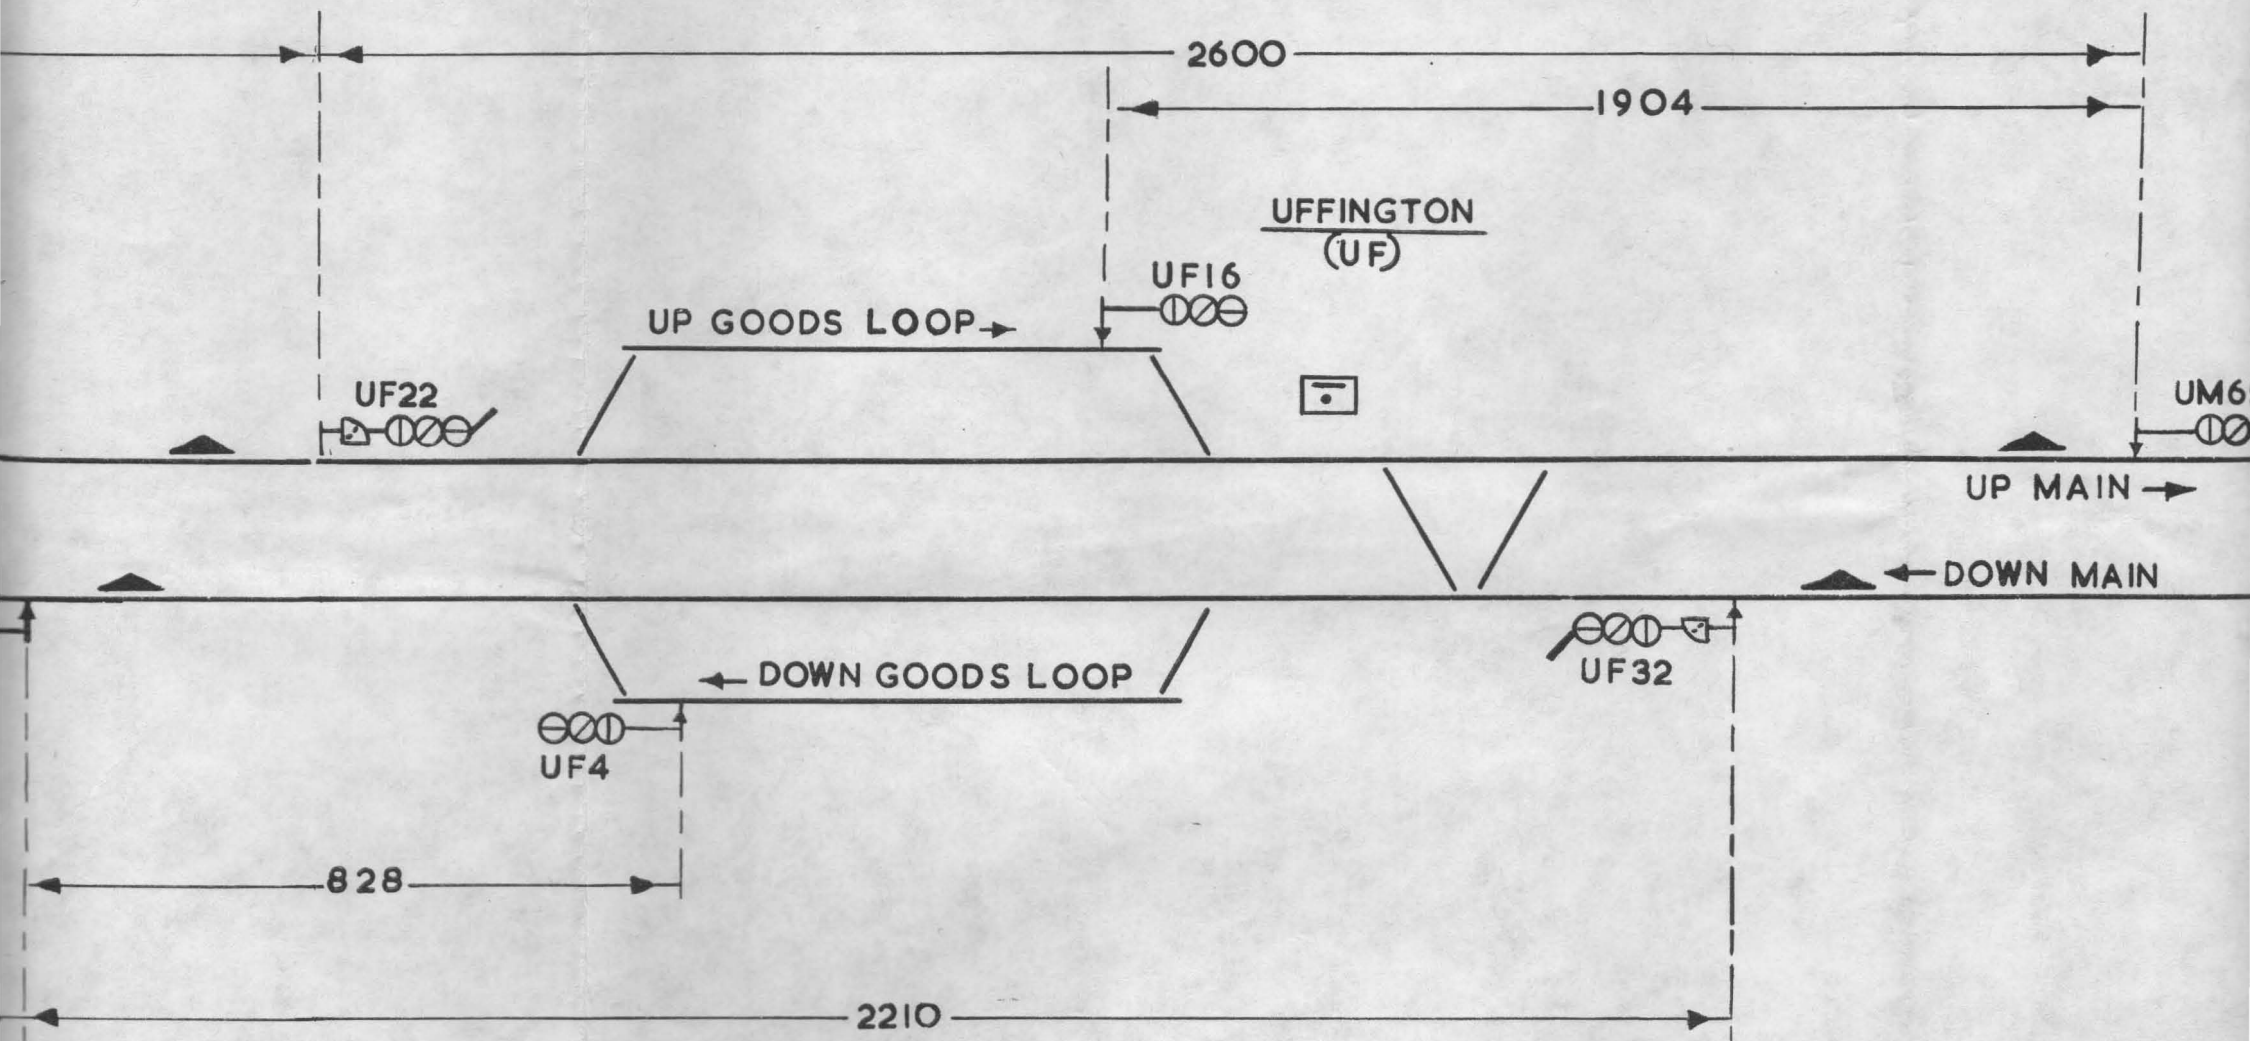 2600
1904
UFFINGTON
(UF)
UF16
UP GOODS LOOP
UF22
UM6
UP MAIN
DOWN MAIN
DOWN GOODS LOOP
UF32
UF4
828
2210